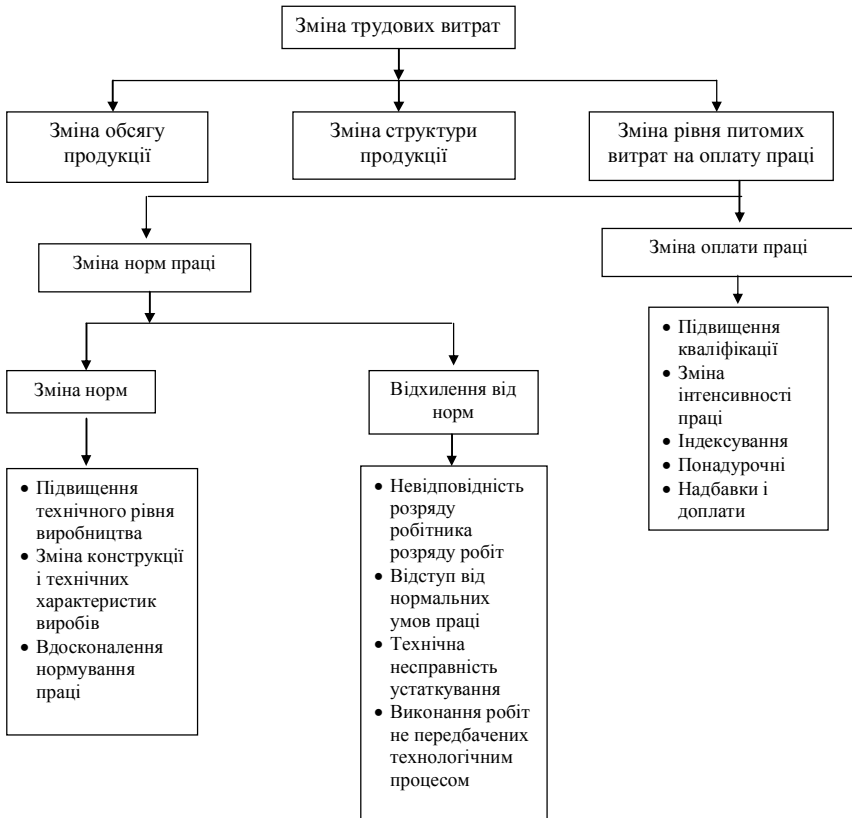 Зміна трудових витрат
Зміна обсягу
продукції
Зміна структури
продукції
Зміна рівня питомих
витрат на оплату праці
Зміна норм праці
Зміна оплати праці
• Підвищення
кваліфікації
• Зміна
інтенсивності
праці
• Індексування
• Понадурочні
• Надбавки і
доплати
Зміна норм
Відхилення від
норм
• Підвищення
технічного рівня
виробництва
• Зміна конструкції
і технічних
характеристик
виробів
• Вдосконалення
нормування
праці
• Невідповідність
розряду
робітника
розряду робіт
• Відступ від
нормальних
умов праці
• Технічна
несправність
устаткування
• Виконання робіт
не передбачених
технологічним
процесом